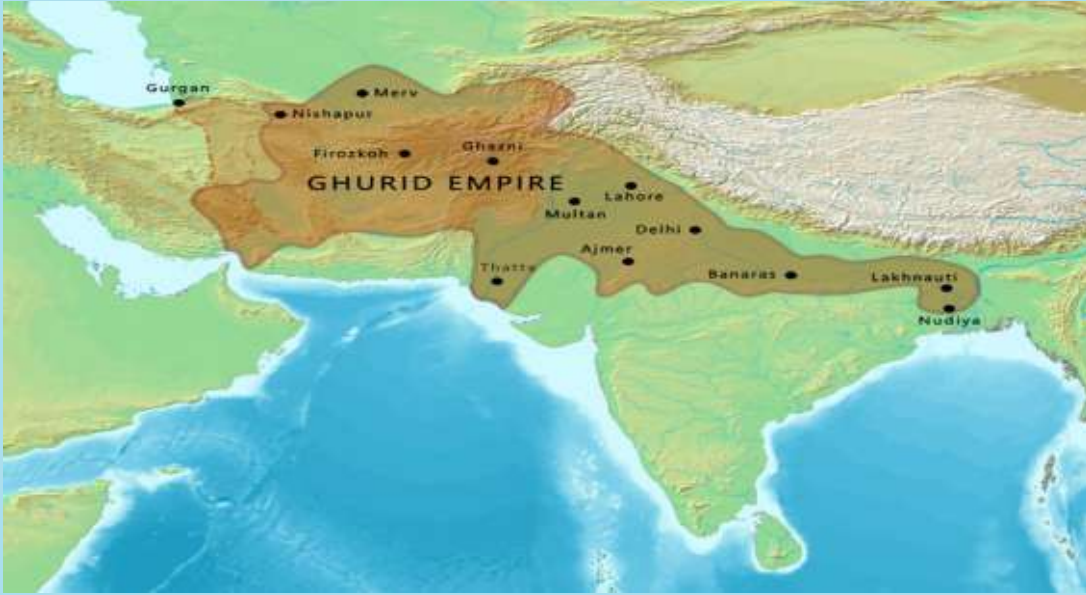 Gurgan
Merv
Nishapur
Firozkoh
Ghazni
GHURID EMPIRE
Lahore
Multan
Delhi
Ajmer
Thatta
Banaras
Lakhnauti
Nudiya